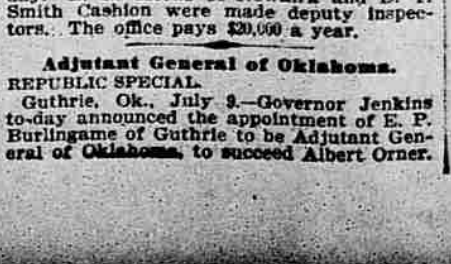 Smith Cashion were made deputy inspec-
tors. The office pays $20,000 a year.
Adjutant General of Oklahoma.
REPUBLIC SPECIAL.
Guthrie, Ok., July 9.—Governor Jenkins
to-day announced the appointment of E. P.
Burlingame of Guthrie to be Adjutant Gen-
eral of Oklahoma, to succeed Albert Orner.